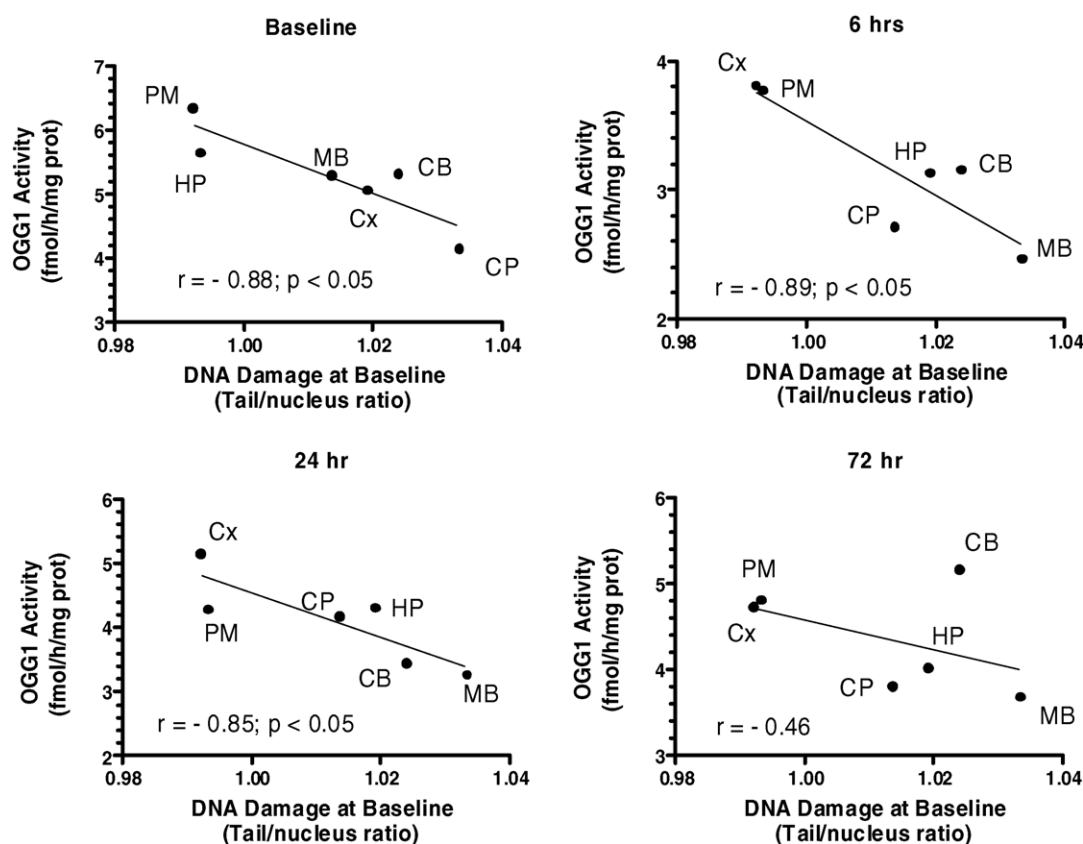 Baseline
7
6
5
4
3
OGG1 Activity
(fmol/h/mg prot)
PM
HP
MB
CB
Cx
CP
r = - 0.88; p < 0.05
0.98 1.00 1.02 1.04
DNA Damage at Baseline
(Tail/nucleus ratio)
6 hrs
4
3
2
OGG1 Activity
(fmol/h/mg prot)
Cx
PM
HP
CB
CP
MB
r = - 0.89; p < 0.05
0.98 1.00 1.02 1.04
DNA Damage at Baseline
(Tail/nucleus ratio)
24 hr
6
5
4
3
2
OGG1 Activity
(fmol/h/mg prot)
Cx
PM
CP
HP
CB
MB
r = - 0.85; p < 0.05
0.98 1.00 1.02 1.04
DNA Damage at Baseline
(Tail/nucleus ratio)
72 hr
6
5
4
3
OGG1 Activity
(fmol/h/mg prot)
CB
PM
Cx
HP
CP
MB
r = - 0.46
0.98 1.00 1.02 1.04
DNA Damage at Baseline
(Tail/nucleus ratio)